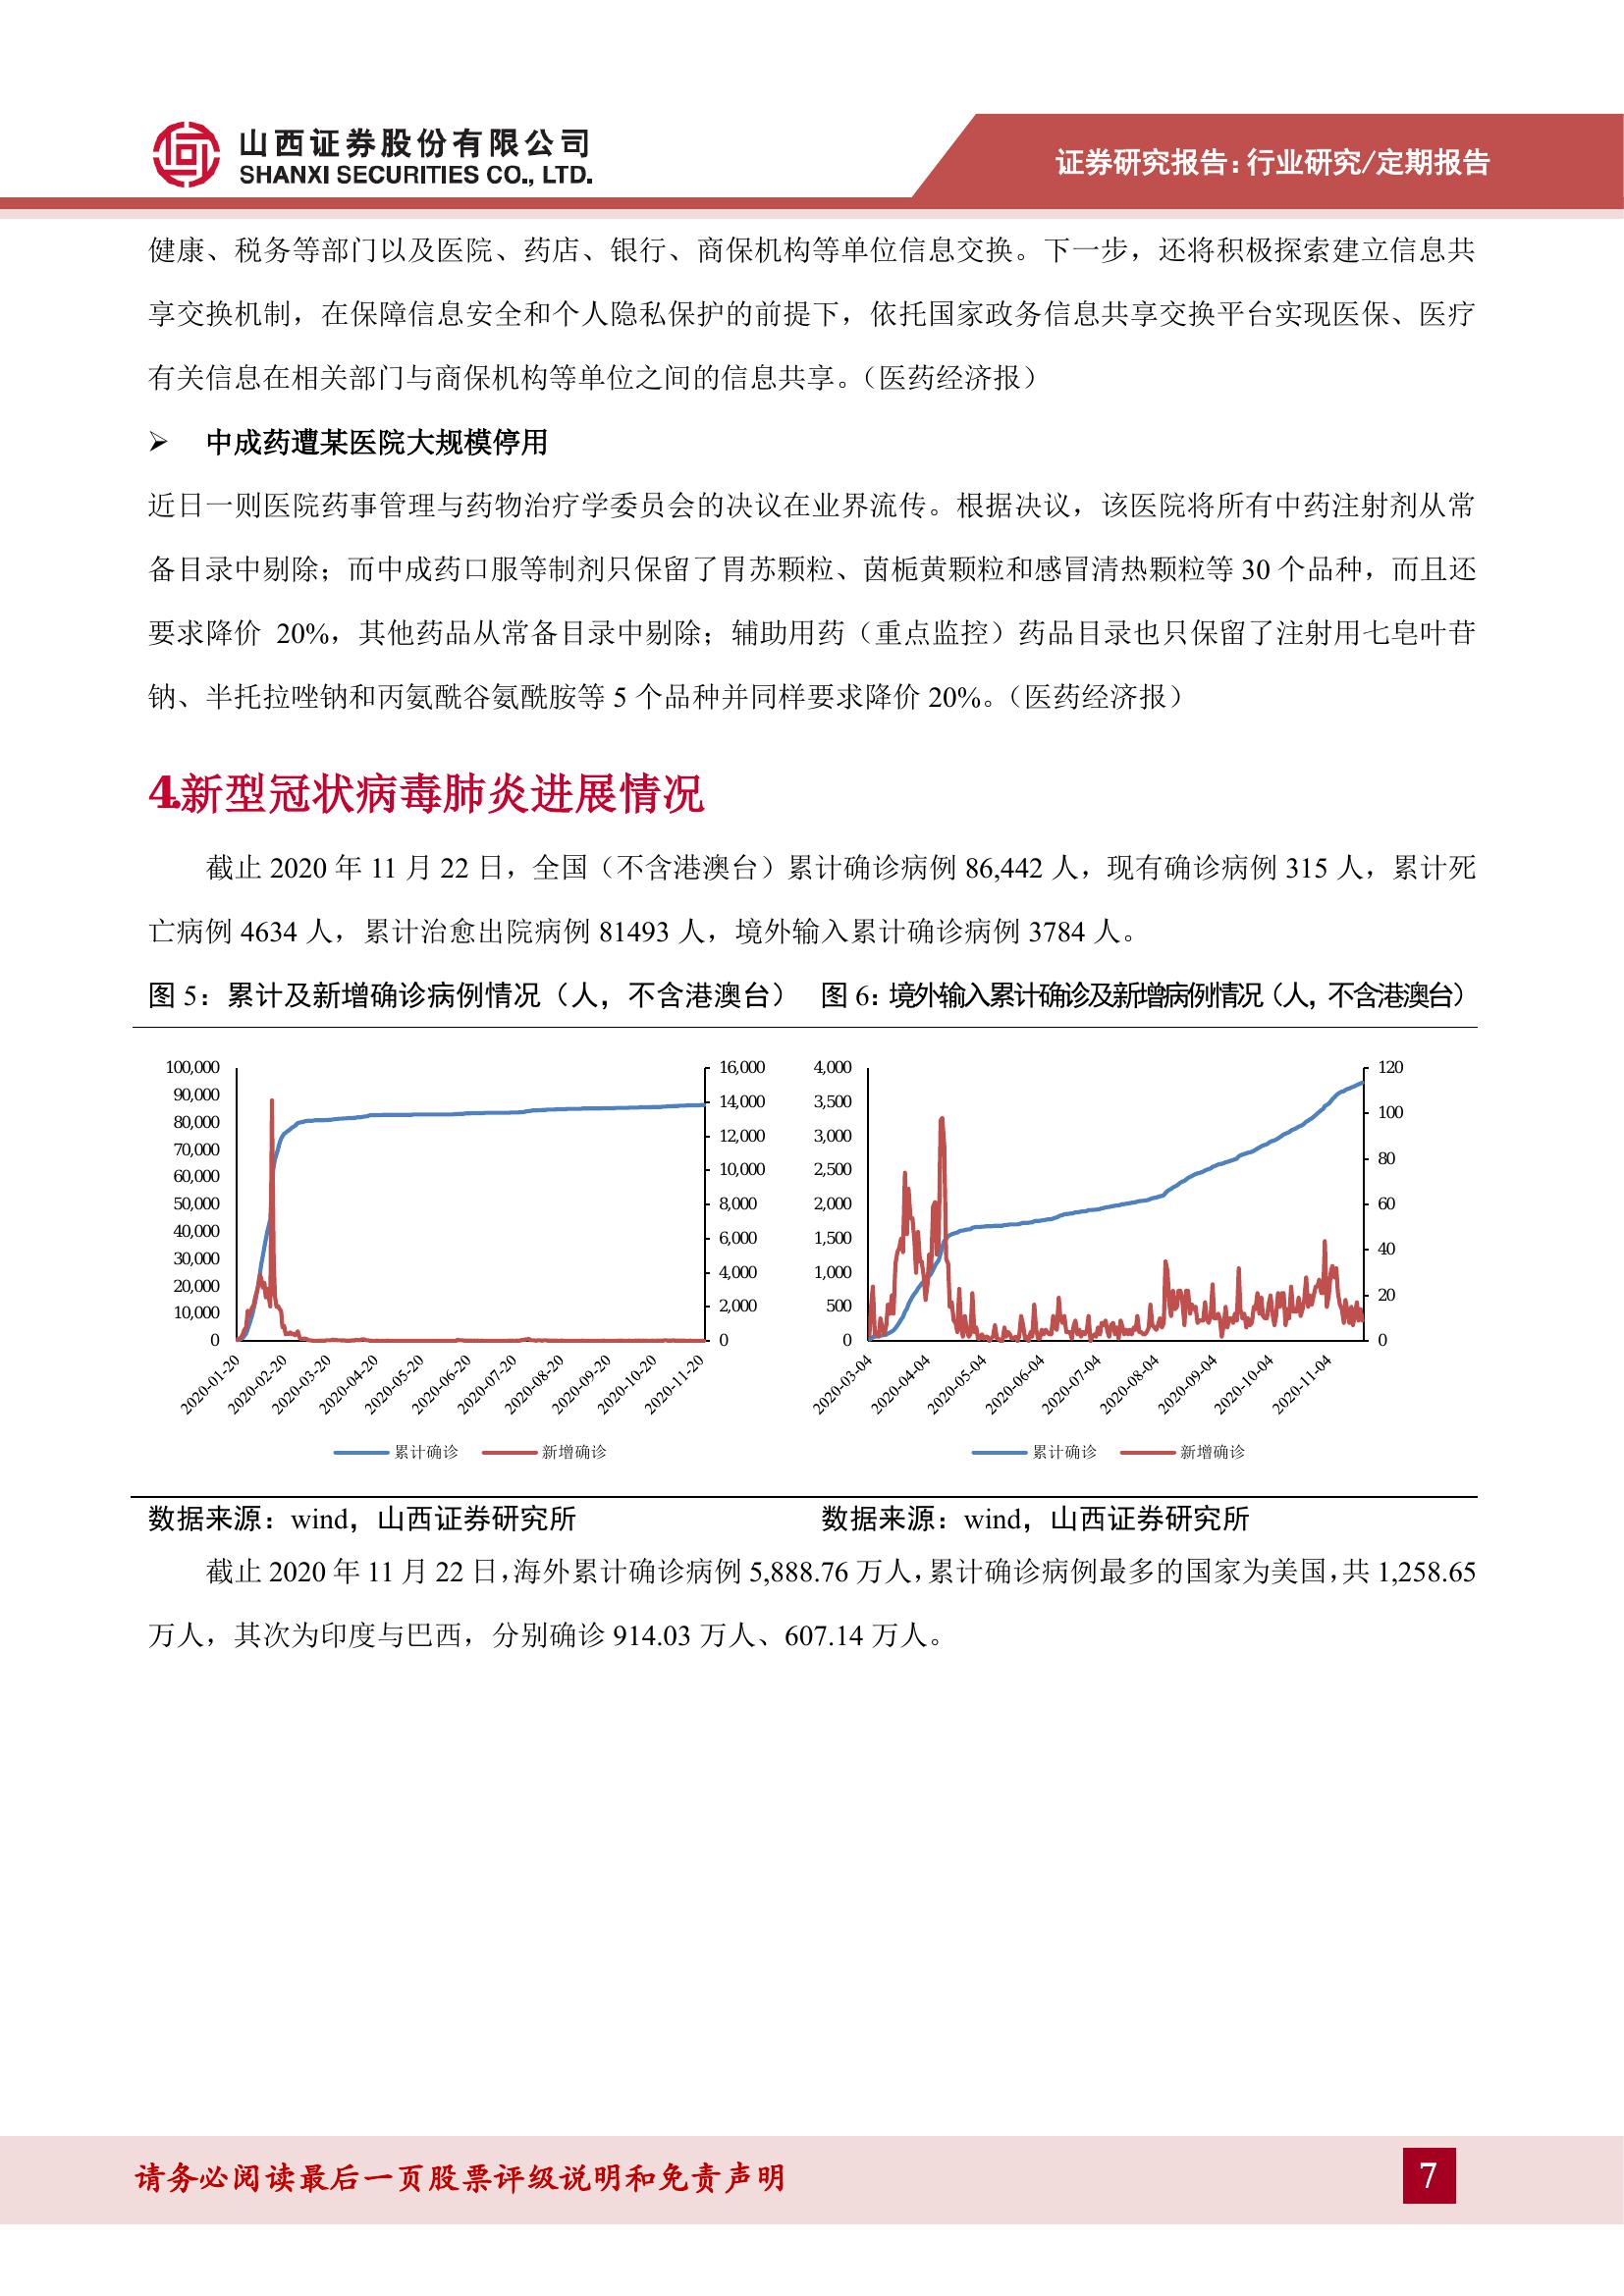 山西证券股份有限公司
SHANXI SECURITIES CO., LTD.
证券研究报告：行业研究/定期报告
健康、税务等部门以及医院、药店、银行、商保机构等单位信息交换。下一步，还将积极探索建立信息共
享交换机制，在保障信息安全和个人隐私保护的前提下，依托国家政务信息共享交换平台实现医保、医疗
有关信息在相关部门与商保机构等单位之间的信息共享。（医药经济报）
➢ 中成药遭某医院大规模停用
近日一则医院药事管理与药物治疗学委员会的决议在业界流传。根据决议，该医院将所有中药注射剂从常
备目录中剔除；而中成药口服等制剂只保留了胃苏颗粒、茵栀黄颗粒和感冒清热颗粒等 30 个品种，而且还
要求降价 20%，其他药品从常备目录中剔除；辅助用药（重点监控）药品目录也只保留了注射用七皂叶苷
钠、半托拉唑钠和丙氨酰谷氨酰胺等 5 个品种并同样要求降价 20%。（医药经济报）
4.新型冠状病毒肺炎进展情况
截止 2020 年 11 月 22 日，全国（不含港澳台）累计确诊病例 86,442 人，现有确诊病例 315 人，累计死
亡病例 4634 人，累计治愈出院病例 81493 人，境外输入累计确诊病例 3784 人。
图 5：累计及新增确诊病例情况（人，不含港澳台）
100,000
90,000
80,000
70,000
60,000
50,000
40,000
30,000
20,000
10,000
0
16,000
14,000
12,000
10,000
8,000
6,000
4,000
2,000
0
2020-01-20
2020-02-20
2020-03-20
2020-04-20
2020-05-20
2020-06-20
2020-07-20
2020-08-20
2020-09-20
2020-10-20
2020-11-20
累计确诊 新增确诊
数据来源：wind，山西证券研究所
图 6：境外输入累计确诊及新增病例情况（人，不含港澳台）
4,000
3,500
3,000
2,500
2,000
1,500
1,000
500
0
120
100
80
60
40
20
0
2020-03-04
2020-04-04
2020-05-04
2020-06-04
2020-07-04
2020-08-04
2020-09-04
2020-10-04
2020-11-04
累计确诊 新增确诊
数据来源：wind，山西证券研究所
截止 2020 年 11 月 22 日，海外累计确诊病例 5,888.76 万人，累计确诊病例最多的国家为美国，共 1,258.65
万人，其次为印度与巴西，分别确诊 914.03 万人、607.14 万人。
请务必阅读最后一页股票评级说明和免责声明
7